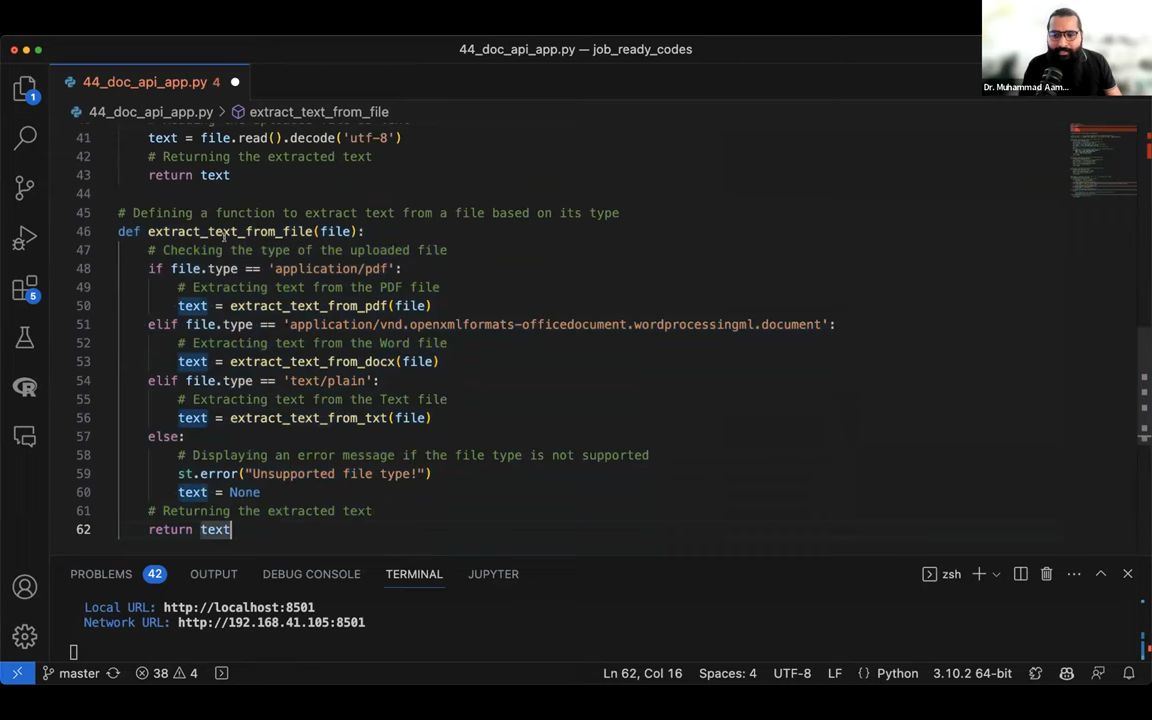 44_doc_api_app.py — job_ready_codes
Dr. Muhammad Aam...
44_doc_api_app.py 4
44_doc_api_app.py > extract_text_from_file
1
5
41 text = file.read().decode('utf-8')
42 # Returning the extracted text
43 return text
44
45 # Defining a function to extract text from a file based on its type
46 def extract_text_from_file(file):
47 # Checking the type of the uploaded file
48 if file.type == 'application/pdf':
49 # Extracting text from the PDF file
50 text = extract_text_from_pdf(file)
51 elif file.type == 'application/vnd.openxmlformats-officedocument.wordprocessingml.document':
52 # Extracting text from the Word file
53 text = extract_text_from_docx(file)
54 elif file.type == 'text/plain':
55 # Extracting text from the Text file
56 text = extract_text_from_txt(file)
57 else:
58 # Displaying an error message if the file type is not supported
59 st.error("Unsupported file type!")
60 text = None
61 # Returning the extracted text
62 return text
PROBLEMS 42 OUTPUT DEBUG CONSOLE TERMINAL JUPYTER zsh
Local URL: http://localhost:8501
Network URL: http://192.168.41.105:8501
master 38 4 Ln 62, Col 16 Spaces: 4 UTF-8 LF Python 3.10.2 64-bit